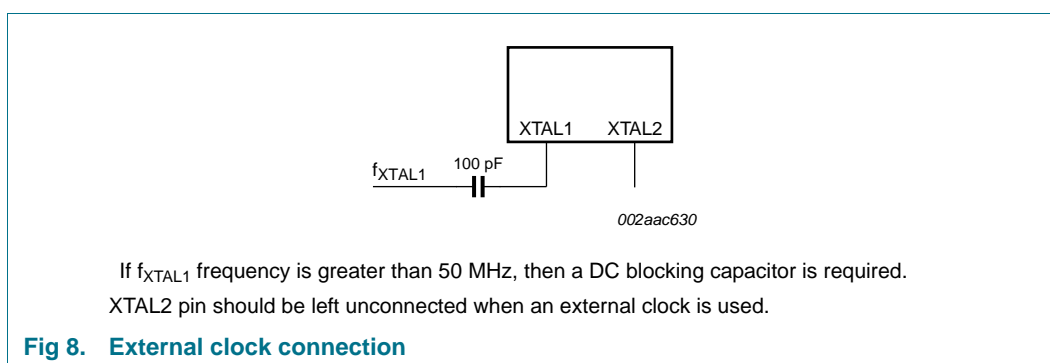 XTAL1 XTAL2
100 pF
fXTAL1
002aac630
If fXTAL1 frequency is greater than 50 MHz, then a DC blocking capacitor is required.
XTAL2 pin should be left unconnected when an external clock is used.
Fig 8. External clock connection